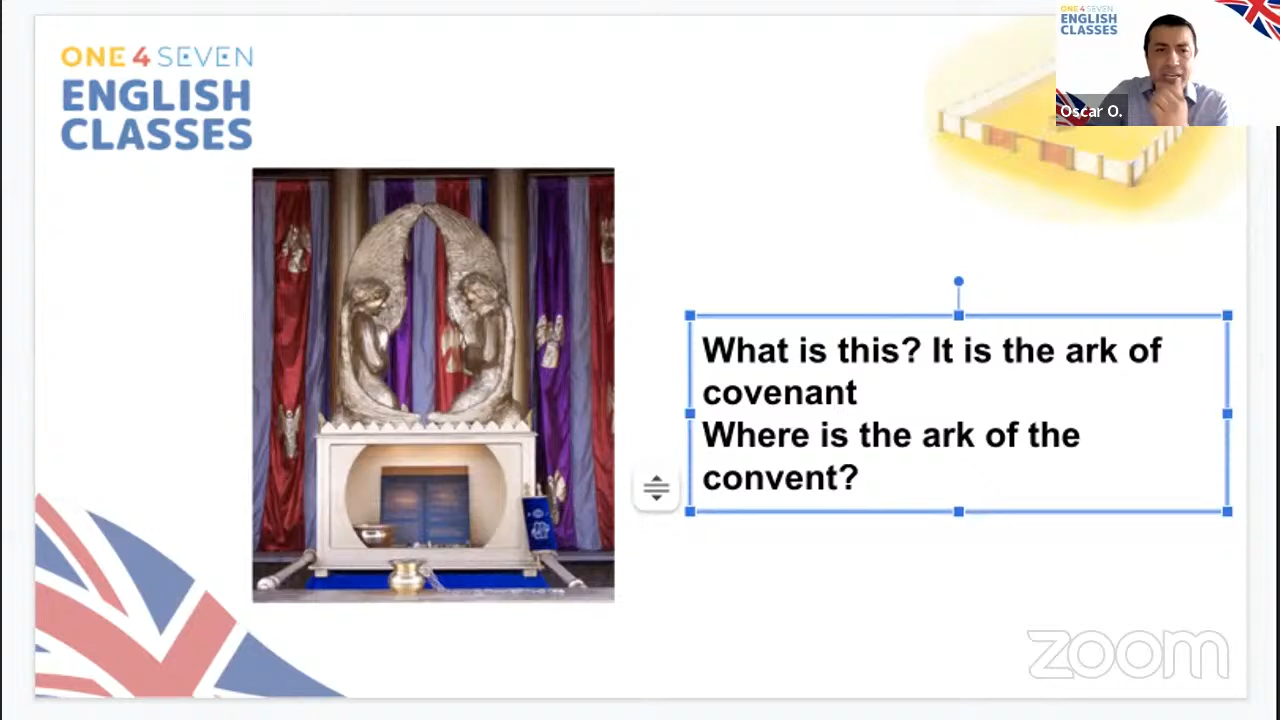 ONE 4 SEVEN
ENGLISH
CLASSES
ONE 4 SEVEN
ENGLISH
CLASSES
Oscar O.
What is this? It is the ark of
covenant
Where is the ark of the
convent?
zoom